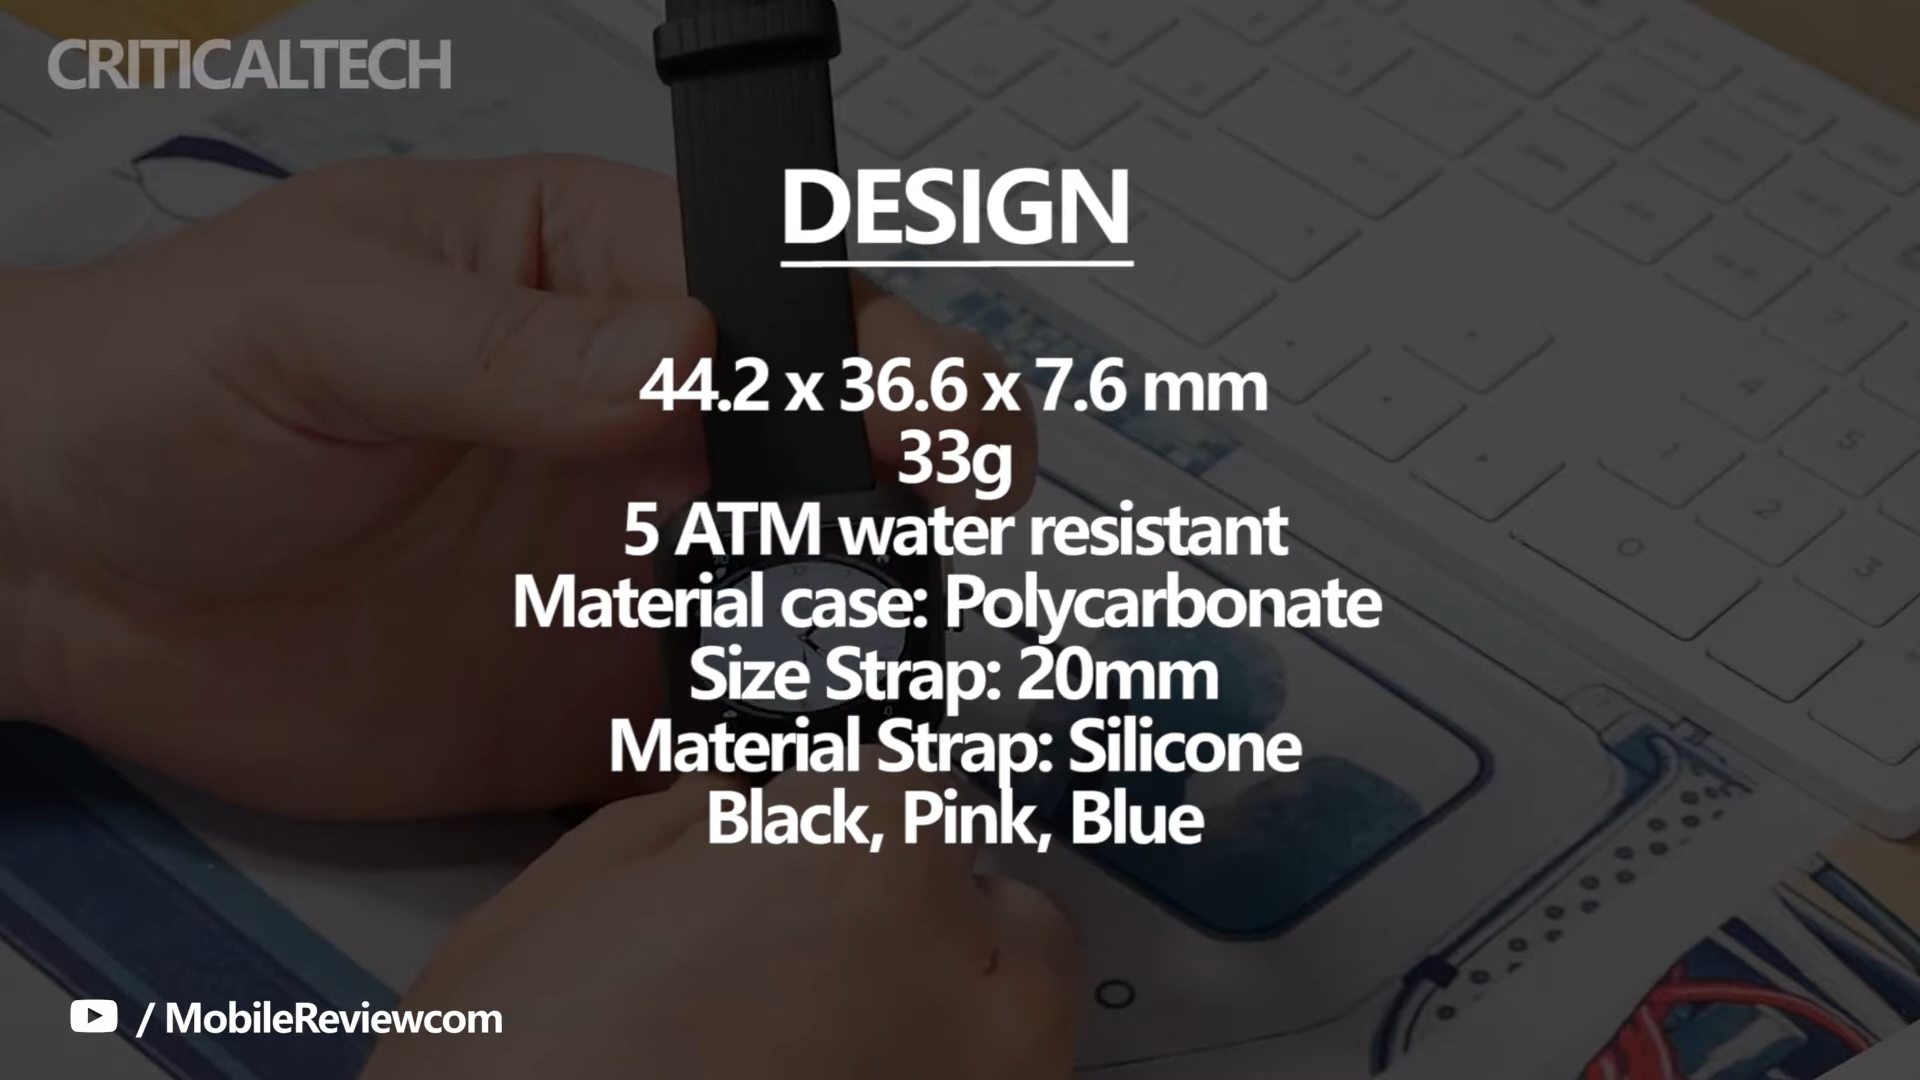 CRITICALTECH
DESIGN
44.2 x 36.6 x 7.6 mm
33g
5 ATM water resistant
Material case: Polycarbonate
Size Strap: 20mm
Material Strap: Silicone
Black, Pink, Blue
/ MobileReviewcom